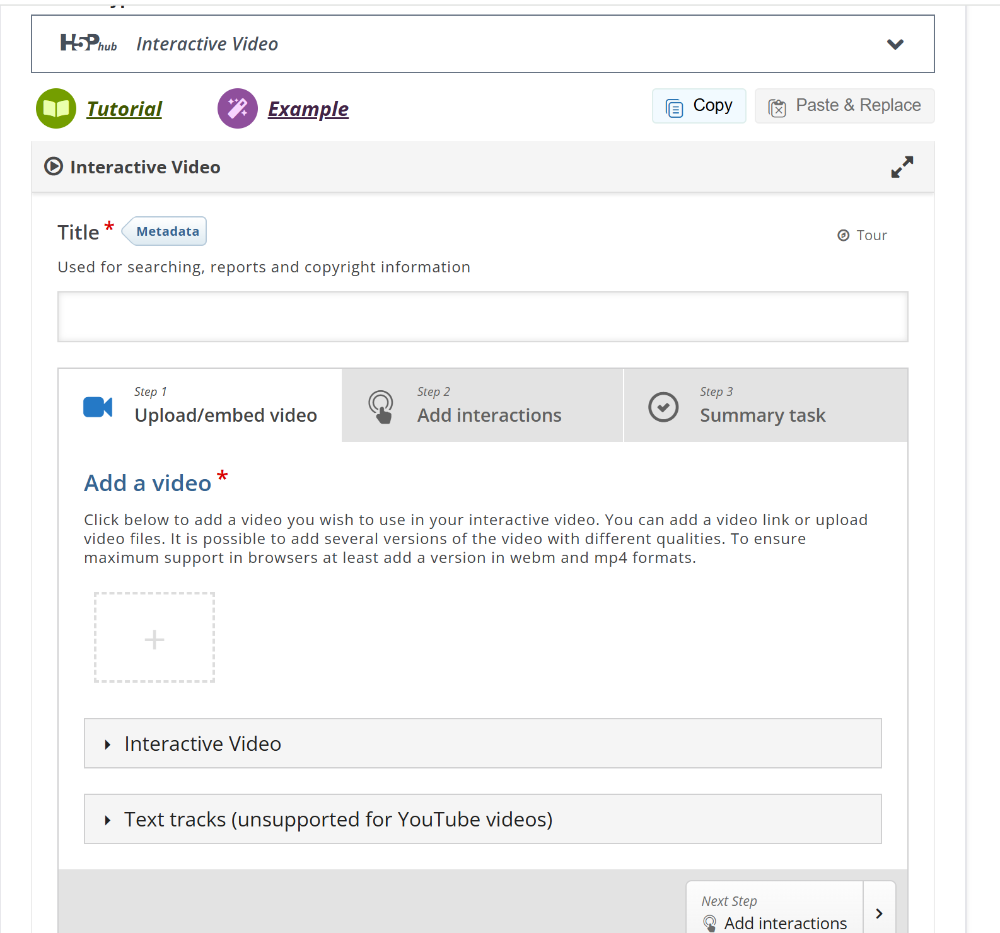 H5Phub Interactive Video
Tutorial
Example
Copy
Paste & Replace
Interactive Video
Title *
Metadata
Tour
Used for searching, reports and copyright information
Step 1
Upload/embed video
Step 2
Add interactions
Step 3
Summary task
Add a video *
Click below to add a video you wish to use in your interactive video. You can add a video link or upload
video files. It is possible to add several versions of the video with different qualities. To ensure
maximum support in browsers at least add a version in webm and mp4 formats.
+
Interactive Video
Text tracks (unsupported for YouTube videos)
Next Step
Add interactions